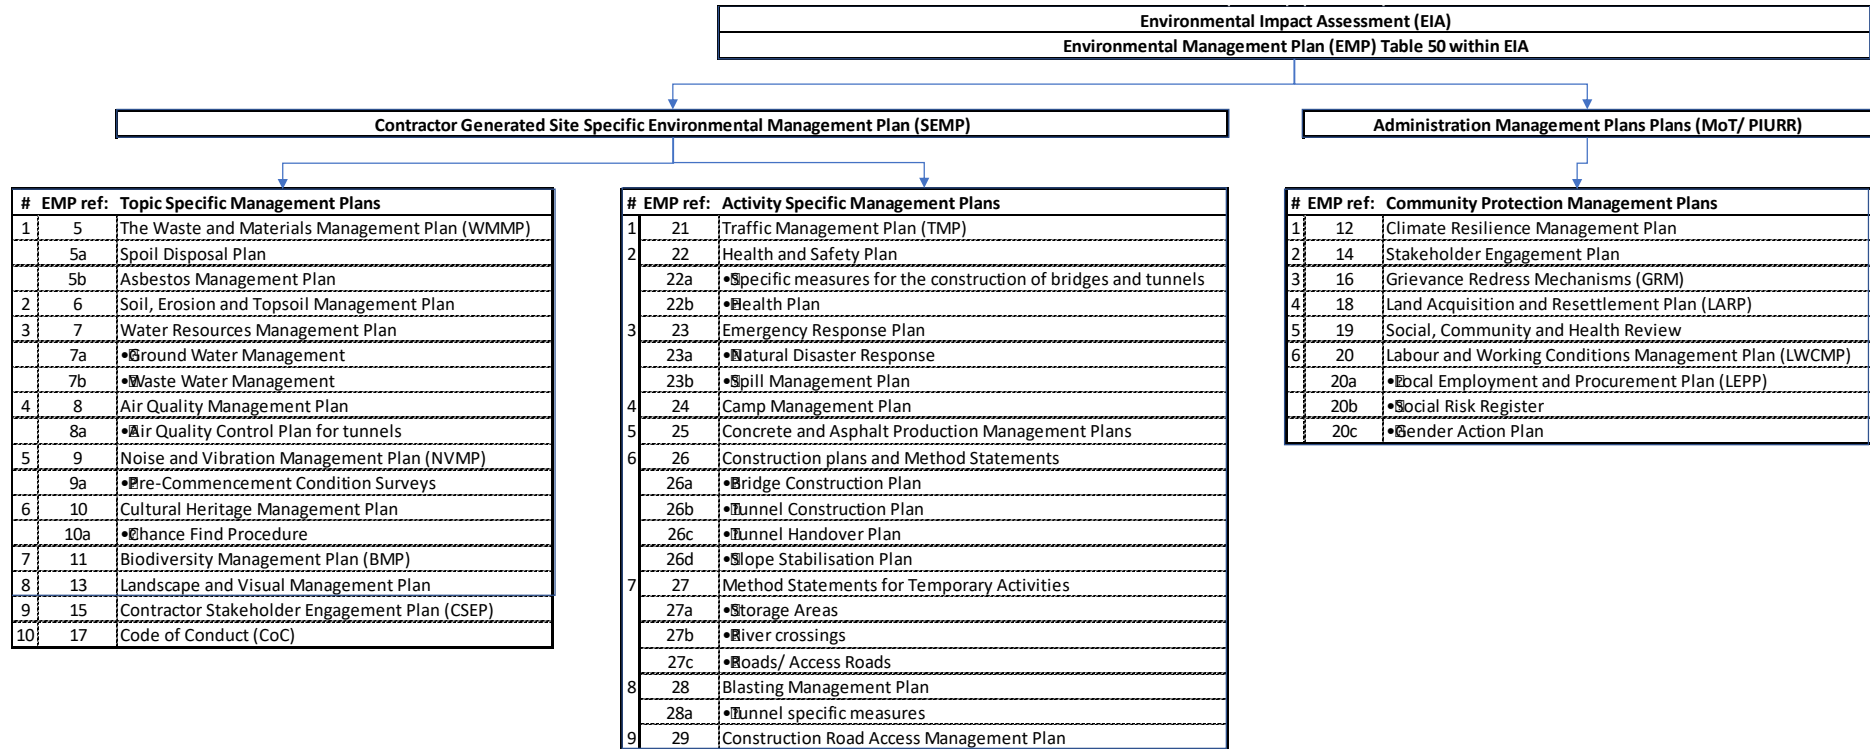 Environmental Impact Assessment (EIA)
Environmental Management Plan (EMP) Table 50 within EIA
Contractor Generated Site Specific Environmental Management Plan (SEMP)
Administration Management Plans Plans (MoT/ PIURR)
# EMP ref: Topic Specific Management Plans
1 5 The Waste and Materials Management Plan (WMMP)
5a Spoil Disposal Plan
5b Asbestos Management Plan
2 6 Soil, Erosion and Topsoil Management Plan
3 7 Water Resources Management Plan
7a •Ground Water Management
7b •Waste Water Management
4 8 Air Quality Management Plan
8a •Air Quality Control Plan for tunnels
5 9 Noise and Vibration Management Plan (NVMP)
9a •Pre-Commencement Condition Surveys
6 10 Cultural Heritage Management Plan
10a •Chance Find Procedure
7 11 Biodiversity Management Plan (BMP)
8 13 Landscape and Visual Management Plan
9 15 Contractor Stakeholder Engagement Plan (CSEP)
10 17 Code of Conduct (CoC)
# EMP ref: Activity Specific Management Plans
1 21 Traffic Management Plan (TMP)
2 22 Health and Safety Plan
22a •Specific measures for the construction of bridges and tunnels
22b •Health Plan
3 23 Emergency Response Plan
23a •Natural Disaster Response
23b •Spill Management Plan
4 24 Camp Management Plan
5 25 Concrete and Asphalt Production Management Plans
6 26 Construction plans and Method Statements
26a •Bridge Construction Plan
26b •Tunnel Construction Plan
26c •Tunnel Handover Plan
26d •Slope Stabilisation Plan
7 27 Method Statements for Temporary Activities
27a •Storage Areas
27b •River crossings
27c •Roads/ Access Roads
8 28 Blasting Management Plan
28a •Tunnel specific measures
9 29 Construction Road Access Management Plan
# EMP ref: Community Protection Management Plans
1 12 Climate Resilience Management Plan
2 14 Stakeholder Engagement Plan
3 16 Grievance Redress Mechanisms (GRM)
4 18 Land Acquisition and Resettlement Plan (LARP)
5 19 Social, Community and Health Review
6 20 Labour and Working Conditions Management Plan (LWCMP)
20a •Local Employment and Procurement Plan (LEPP)
20b •Social Risk Register
20c •Gender Action Plan